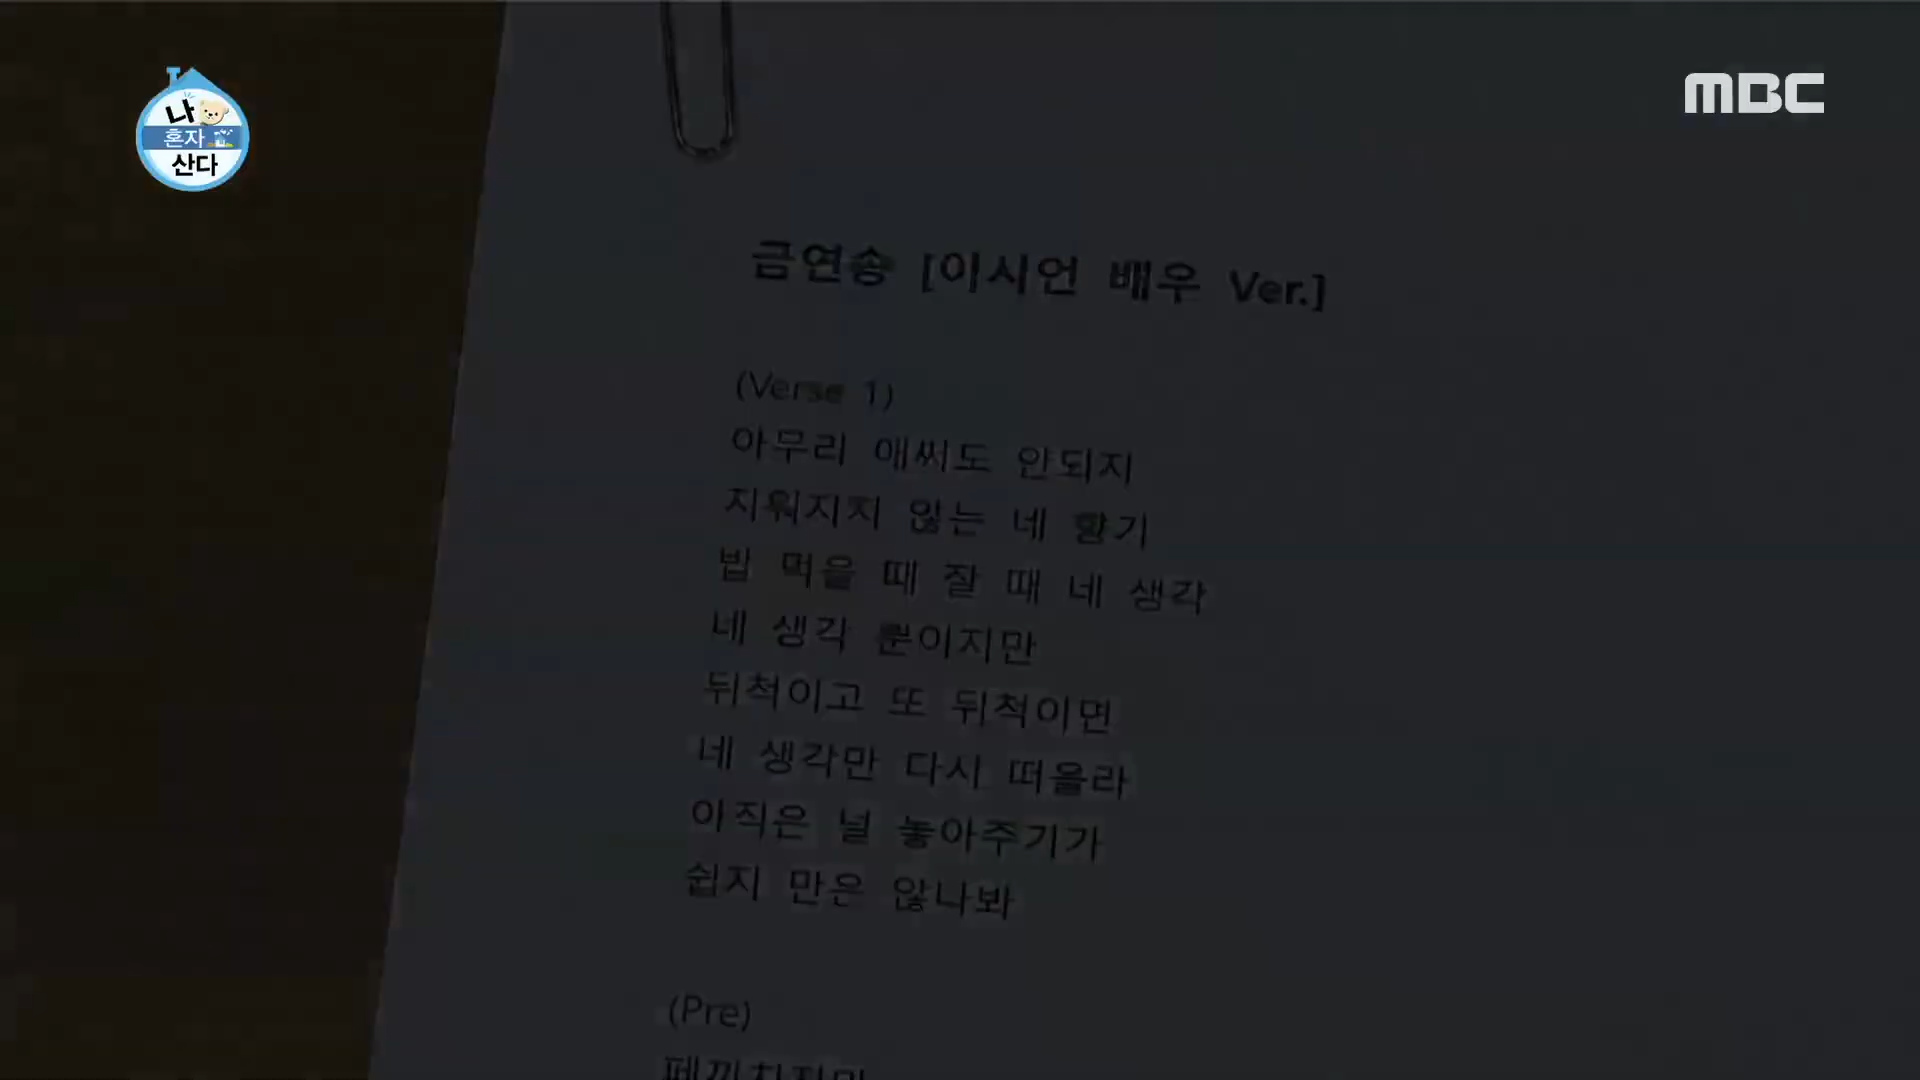 나
혼자
산다
MBC
금연송 [이시언 배우 Ver.]
(Verse 1)
아무리 애써도 안되지
지워지지 않는 네 향기
밥 먹을 때 잘 때 네 생각
네 생각 뿐이지만
뒤척이고 또 뒤척이면
네 생각만 다시 떠올라
아직은 널 놓아주기가
쉽지 만은 않나봐
(Pre)